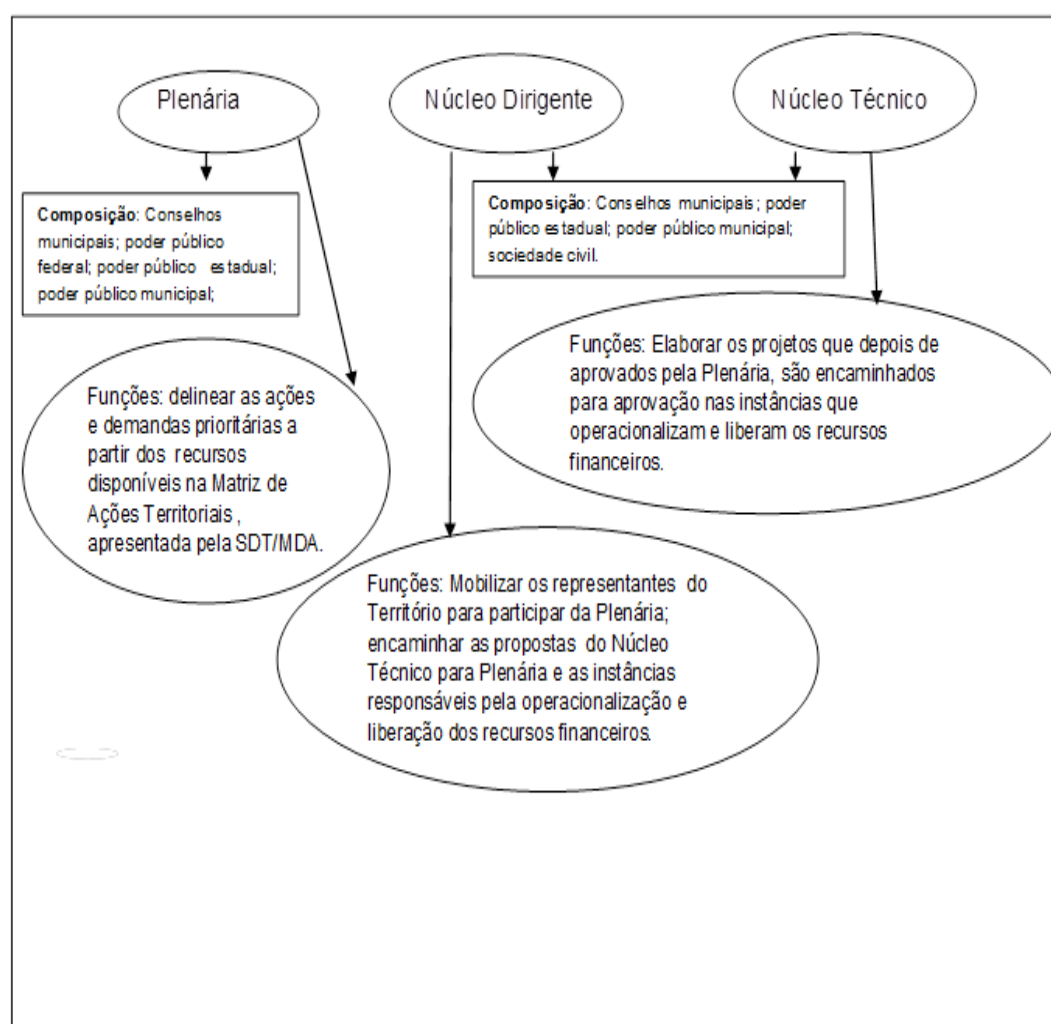 Plenária
Núcleo Dirigente
Núcleo Técnico
Composição: Conselhos
municipais; poder público
federal; poder público estadual;
poder público municipal;
Composição: Conselhos municipais; poder
público estadual; poder público municipal;
sociedade civil.
Funções: Elaborar os projetos que depois de
aprovados pela Plenária, são encaminhados
para aprovação nas instâncias que
operacionalizam e liberam os recursos
financeiros.
Funções: delinear as ações
e demandas prioritárias a
partir dos recursos
disponíveis na Matriz de
Ações Territoriais ,
apresentada pela SDT/MDA.
Funções: Mobilizar os representantes do
Território para participar da Plenária;
encaminhar as propostas do Núcleo
Técnico para Plenária e as instâncias
responsáveis pela operacionalização e
liberação dos recursos financeiros.